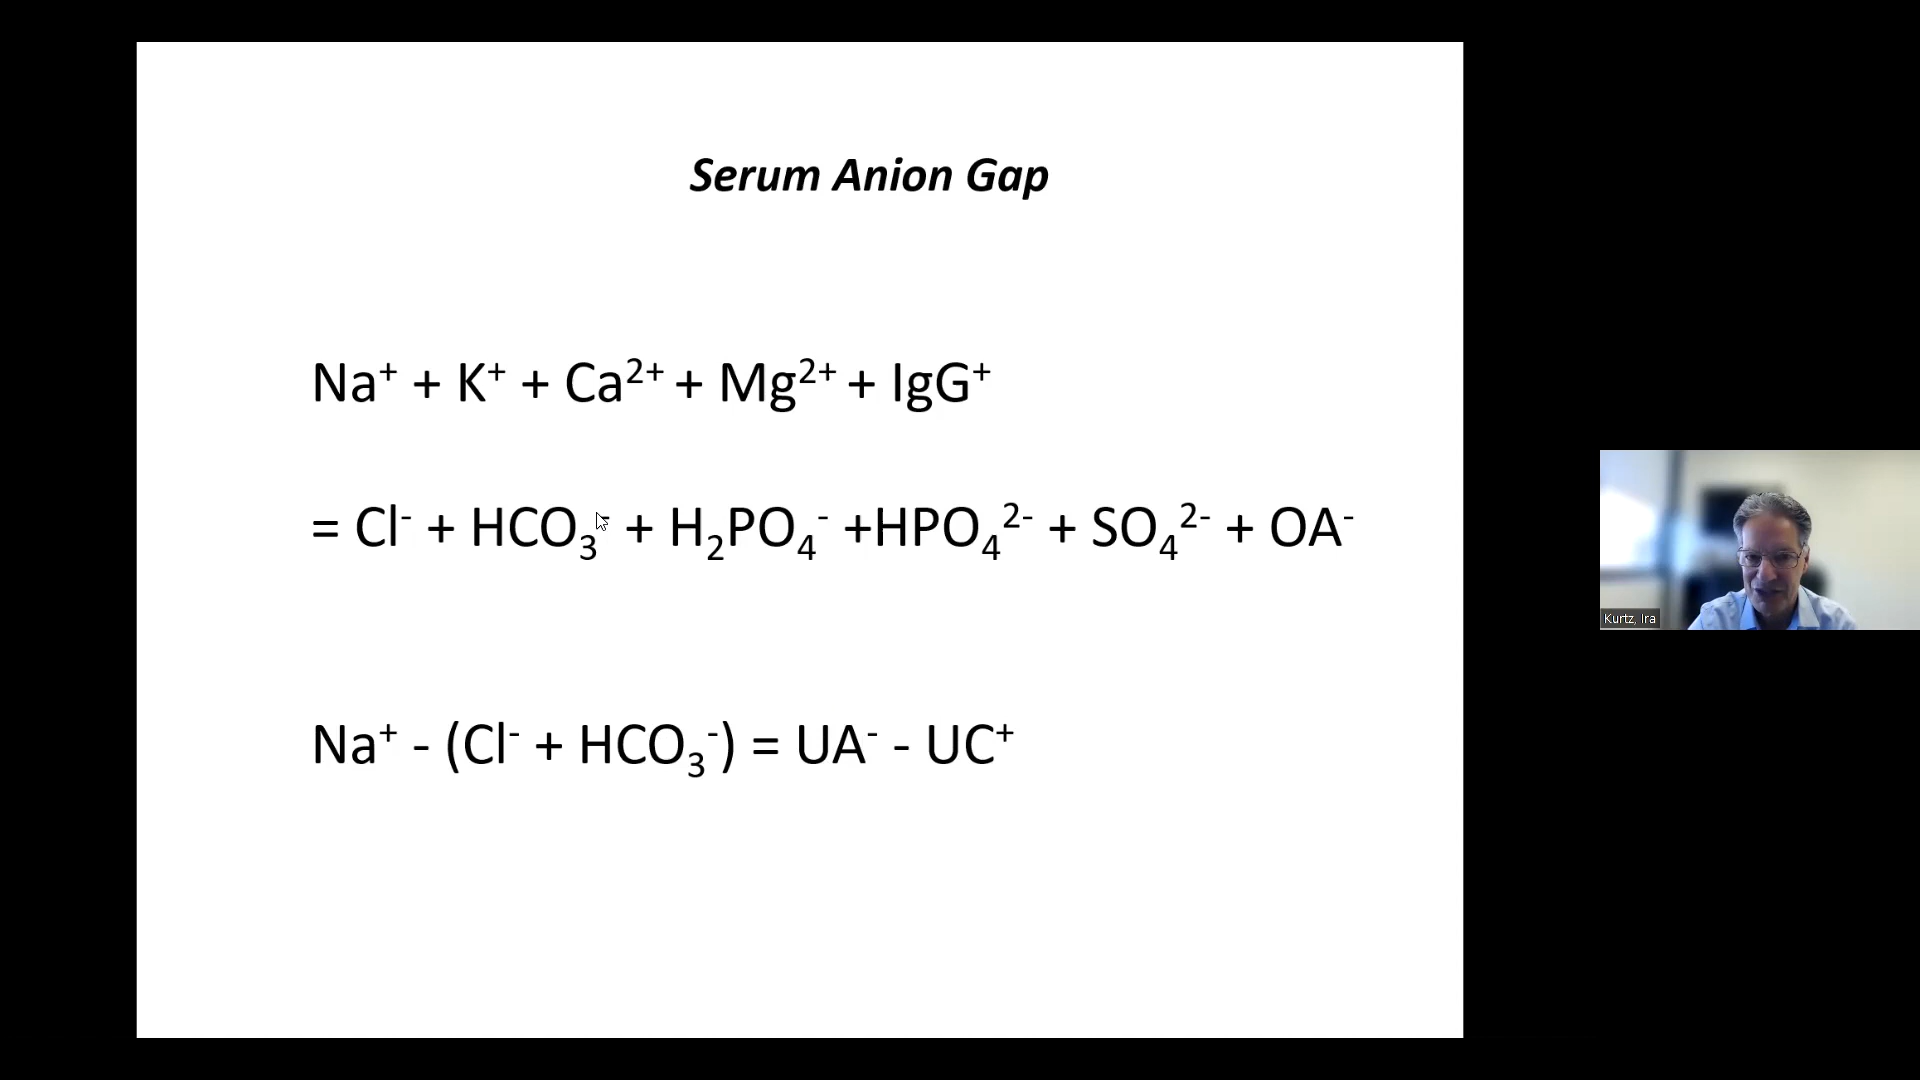 Serum Anion Gap
Na⁺ + K⁺ + Ca²⁺ + Mg²⁺ + IgG⁺
= Cl⁻ + HCO₃⁻ + H₂PO₄⁻ +HPO₄²⁻ + SO₄²⁻ + OA⁻
Na⁺ - (Cl⁻ + HCO₃⁻) = UA⁻ - UC⁺
Kurtz, Ira